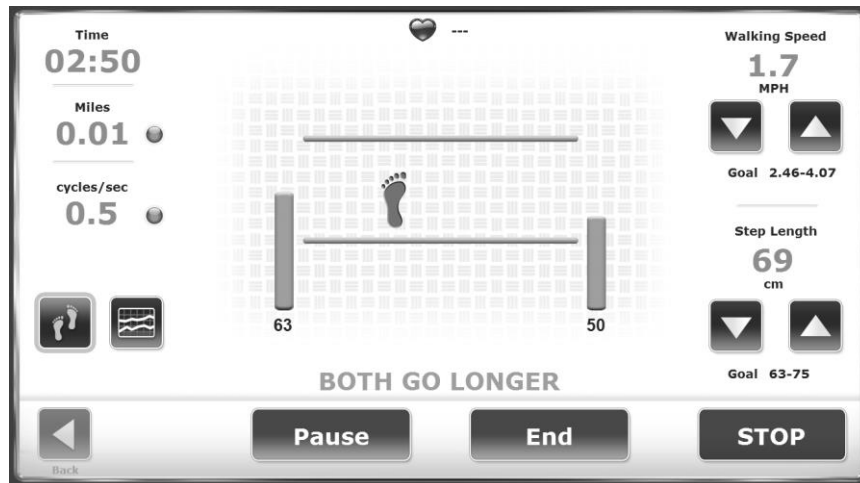 Time
02:50
Miles
0.01
cycles/sec
0.5
---
63
50
BOTH GO LONGER
Walking Speed
1.7
MPH
Goal 2.46-4.07
Step Length
69
cm
Goal 63-75
Back
Pause
End
STOP